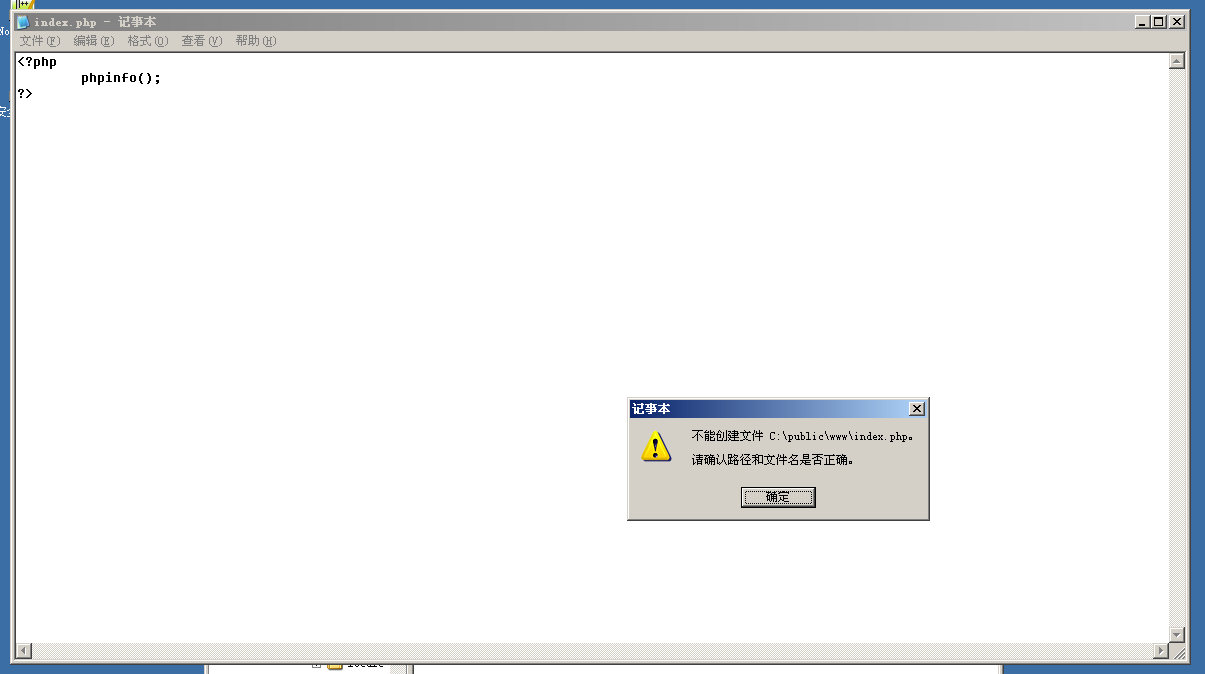 index.php - 记事本
文件(F) 编辑(E) 格式(O) 查看(V) 帮助(H)
<?php
phpinfo();
?>
记事本
不能创建文件 C:\public\www\index.php。
请确认路径和文件名是否正确。
确定